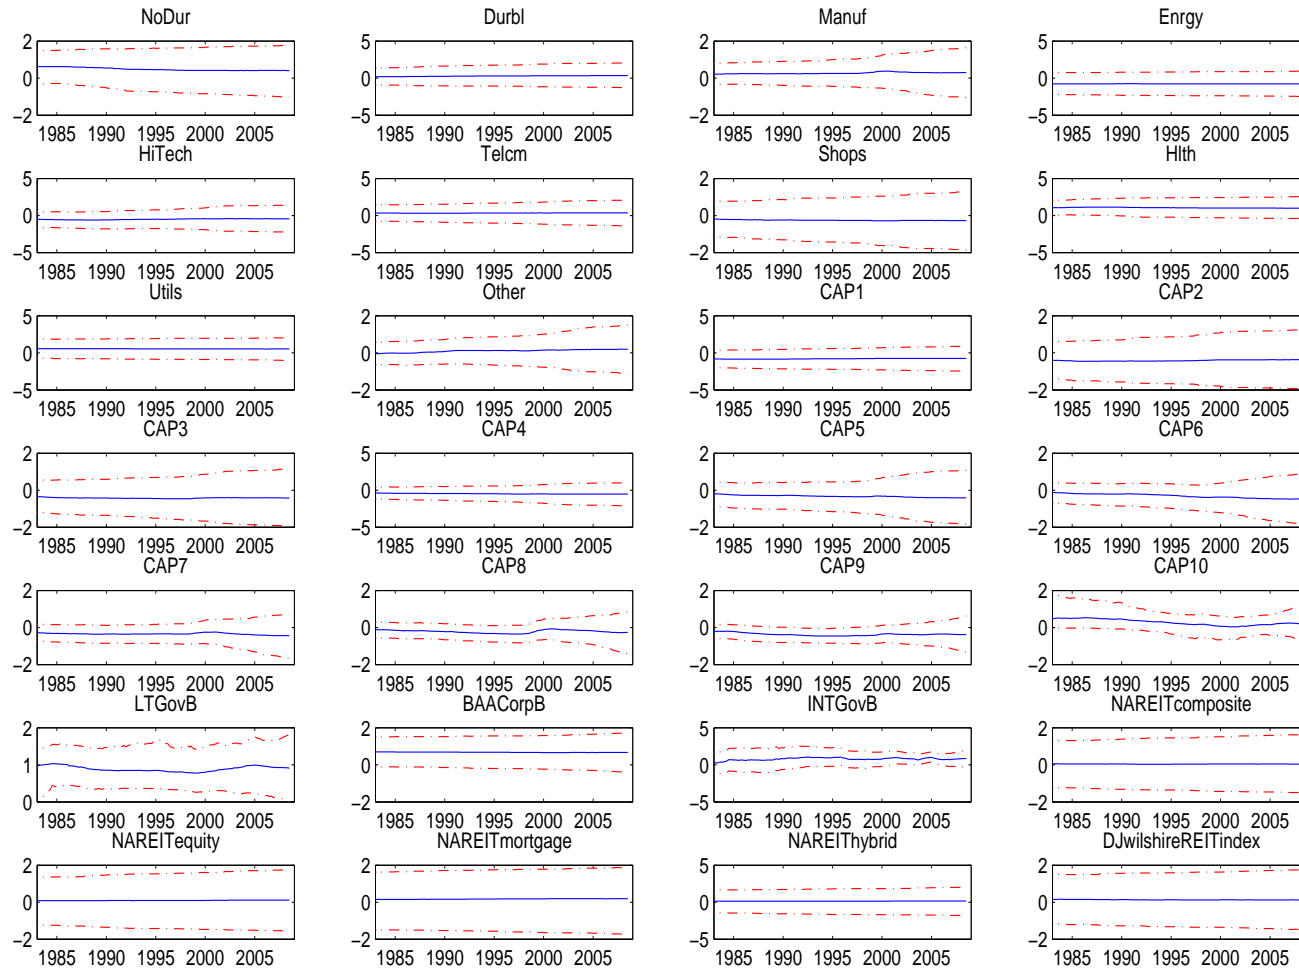 NoDur Durbl Manuf Enrgy
2 5 2 5
0 0 0 0
−2 −5 −2 −5
1985 1990 1995 2000 2005 1985 1990 1995 2000 2005 1985 1990 1995 2000 2005 1985 1990 1995 2000 2005
HiTech Telcm Shops Hlth
5 5 2 5
0 0 0 0
−5 −5 −2 −5
1985 1990 1995 2000 2005 1985 1990 1995 2000 2005 1985 1990 1995 2000 2005 1985 1990 1995 2000 2005
Utils Other CAP1 CAP2
5 2 5 2
0 0 0 0
−5 −2 −5 −2
1985 1990 1995 2000 2005 1985 1990 1995 2000 2005 1985 1990 1995 2000 2005 1985 1990 1995 2000 2005
CAP3 CAP4 CAP5 CAP6
2 5 2 2
0 0 0 0
−2 −5 −2 −2
1985 1990 1995 2000 2005 1985 1990 1995 2000 2005 1985 1990 1995 2000 2005 1985 1990 1995 2000 2005
CAP7 CAP8 CAP9 CAP10
2 2 2 2
0 0 0 0
−2 −2 −2 −2
1985 1990 1995 2000 2005 1985 1990 1995 2000 2005 1985 1990 1995 2000 2005 1985 1990 1995 2000 2005
LTGovB BAACorpB INTGovB NAREITcomposite
2 2 5 2
1 0 0 0
0 −2 −5 −2
1985 1990 1995 2000 2005 1985 1990 1995 2000 2005 1985 1990 1995 2000 2005 1985 1990 1995 2000 2005
NAREITequity NAREITmortgage NAREIThybrid DJwilshireREITindex
2 2 5 2
0 0 0 0
−2 −2 −5 −2
1985 1990 1995 2000 2005 1985 1990 1995 2000 2005 1985 1990 1995 2000 2005 1985 1990 1995 2000 2005